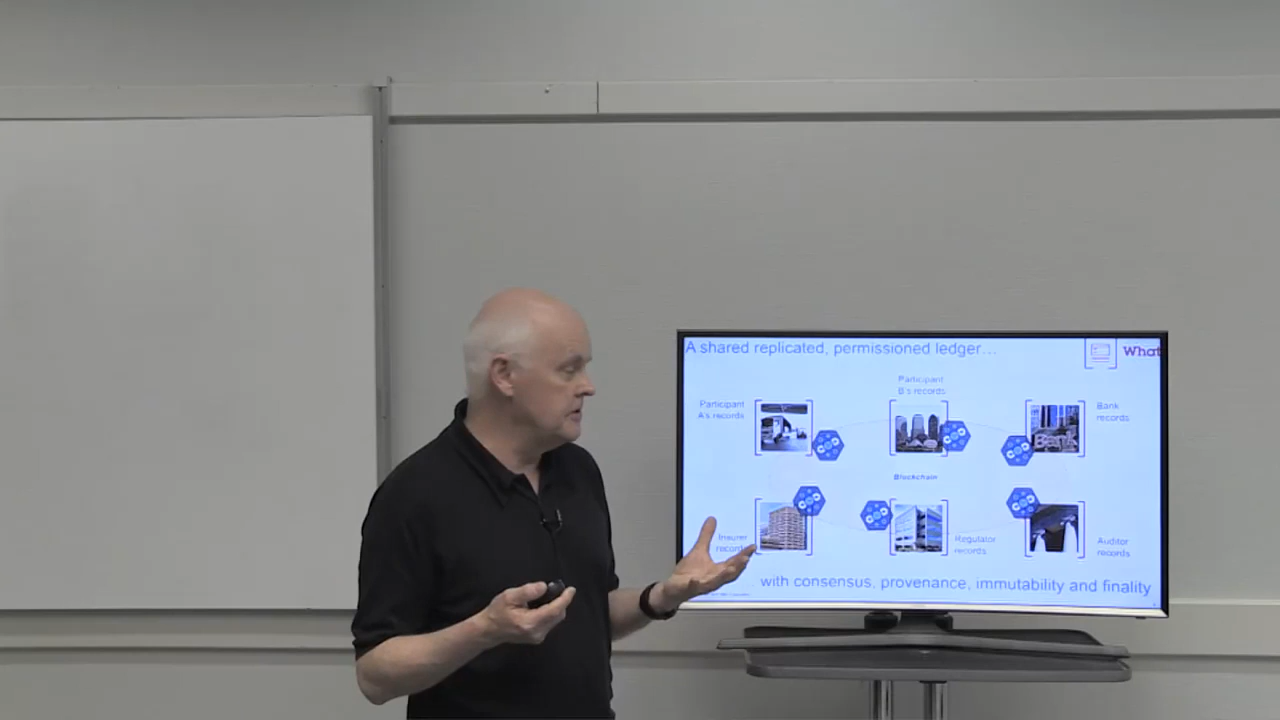 A shared replicated, permissioned ledger…
What
Participant
B's records
Participant
A's records
Bank
records
Bank
Blockchain
Insurer
records
Regulator
records
Auditor
records
with consensus, provenance, immutability and finality